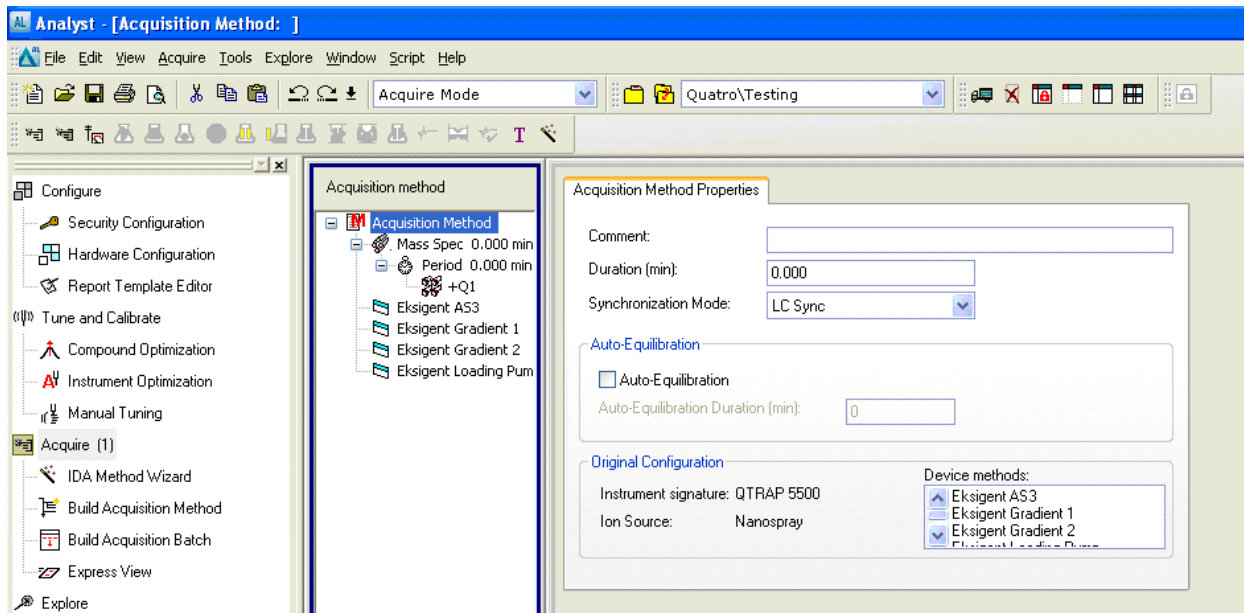 Analyst - [Acquisition Method: ]
File Edit View Acquire Tools Explore Window Script Help
Acquire Mode
Quatro\Testing
Configure
Security Configuration
Hardware Configuration
Report Template Editor
Tune and Calibrate
Compound Optimization
Instrument Optimization
Manual Tuning
Acquire (1)
IDA Method Wizard
Build Acquisition Method
Build Acquisition Batch
Express View
Explore
Acquisition method
Acquisition Method
Mass Spec 0.000 min
Period 0.000 min
+Q1
Eksigent AS3
Eksigent Gradient 1
Eksigent Gradient 2
Eksigent Loading Pum
Acquisition Method Properties
Comment:
Duration (min): 0.000
Synchronization Mode: LC Sync
Auto-Equilibration
Auto-Equilibration
Auto-Equilibration Duration (min): 0
Original Configuration
Instrument signature: QTRAP 5500
Ion Source: Nanospray
Device methods:
Eksigent AS3
Eksigent Gradient 1
Eksigent Gradient 2